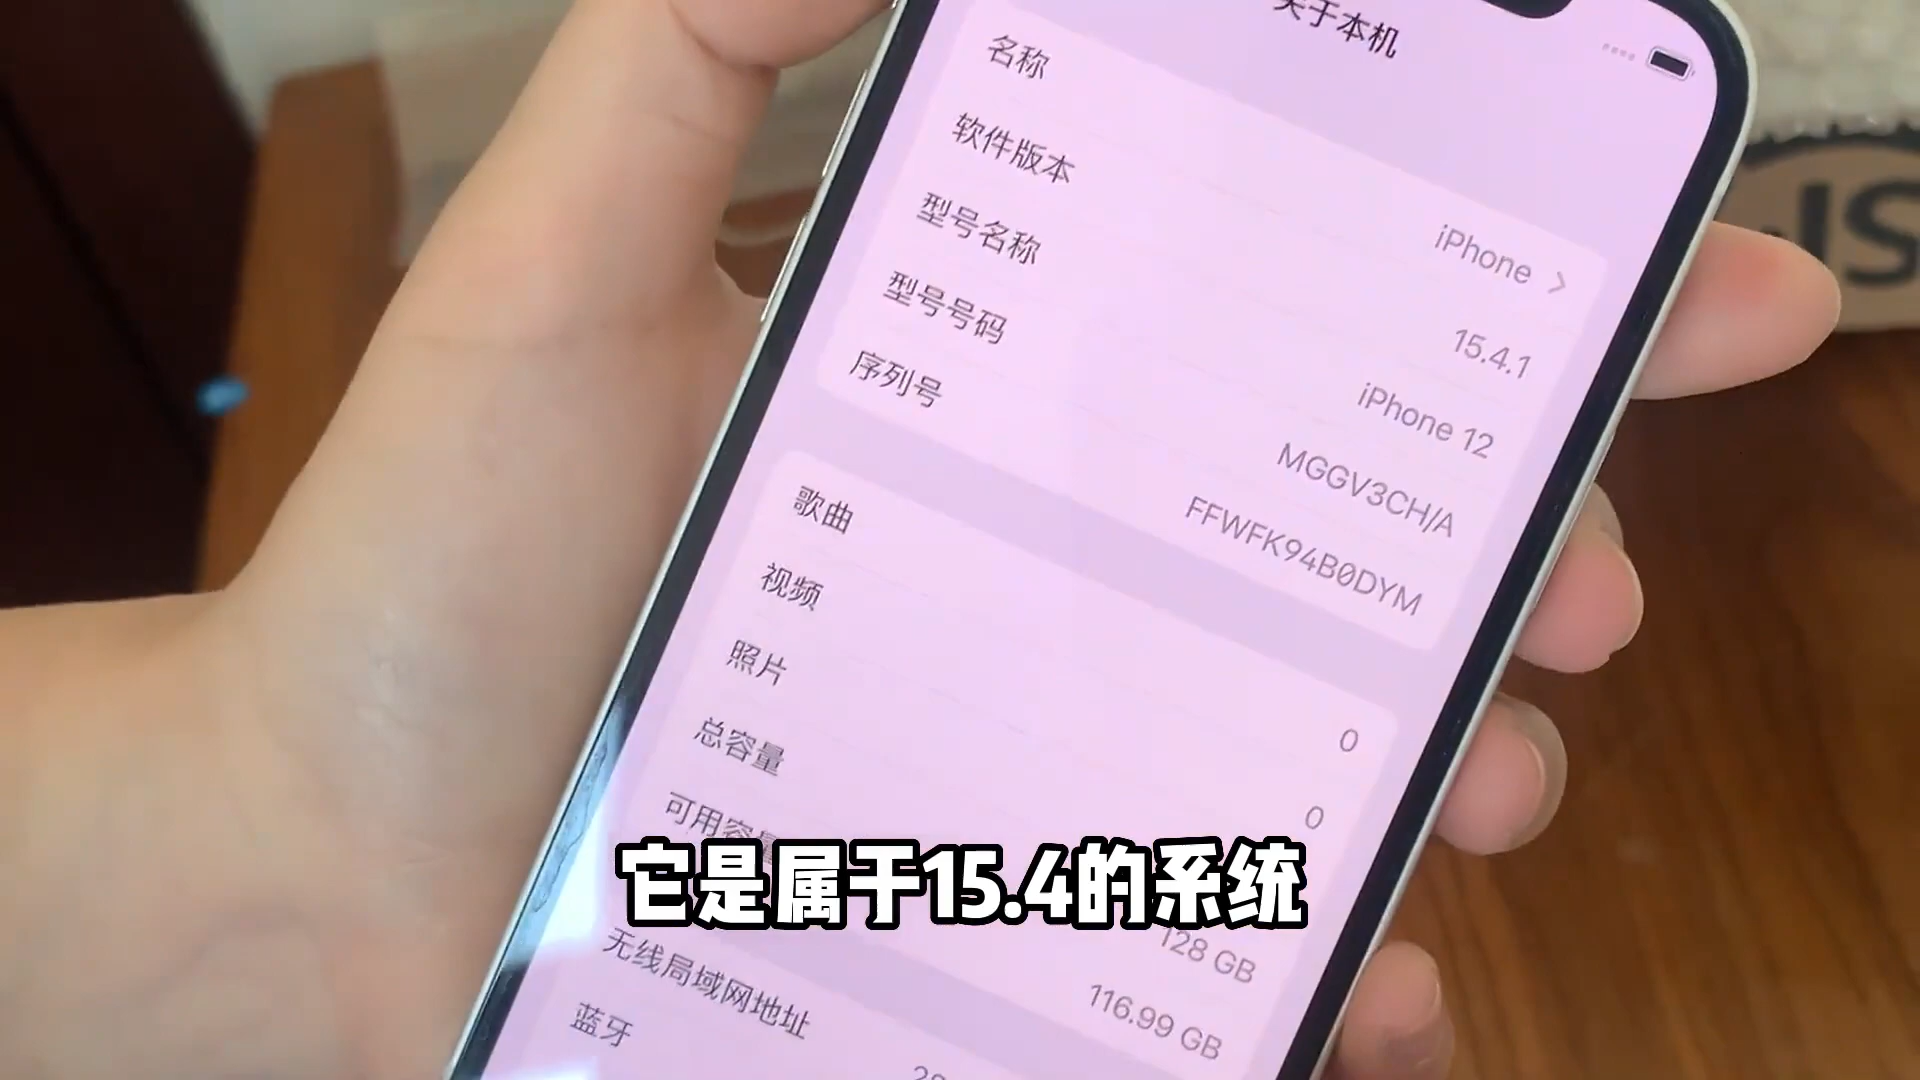 关于本机
名称 iPhone
软件版本 15.4.1
型号名称 iPhone 12
型号号码 MGGV3CH/A
序列号 FFWFK94B0DYM
歌曲 0
视频 0
照片
总容量 128 GB
可用容量 116.99 GB
它是属于15.4的系统
无线局域网地址
蓝牙